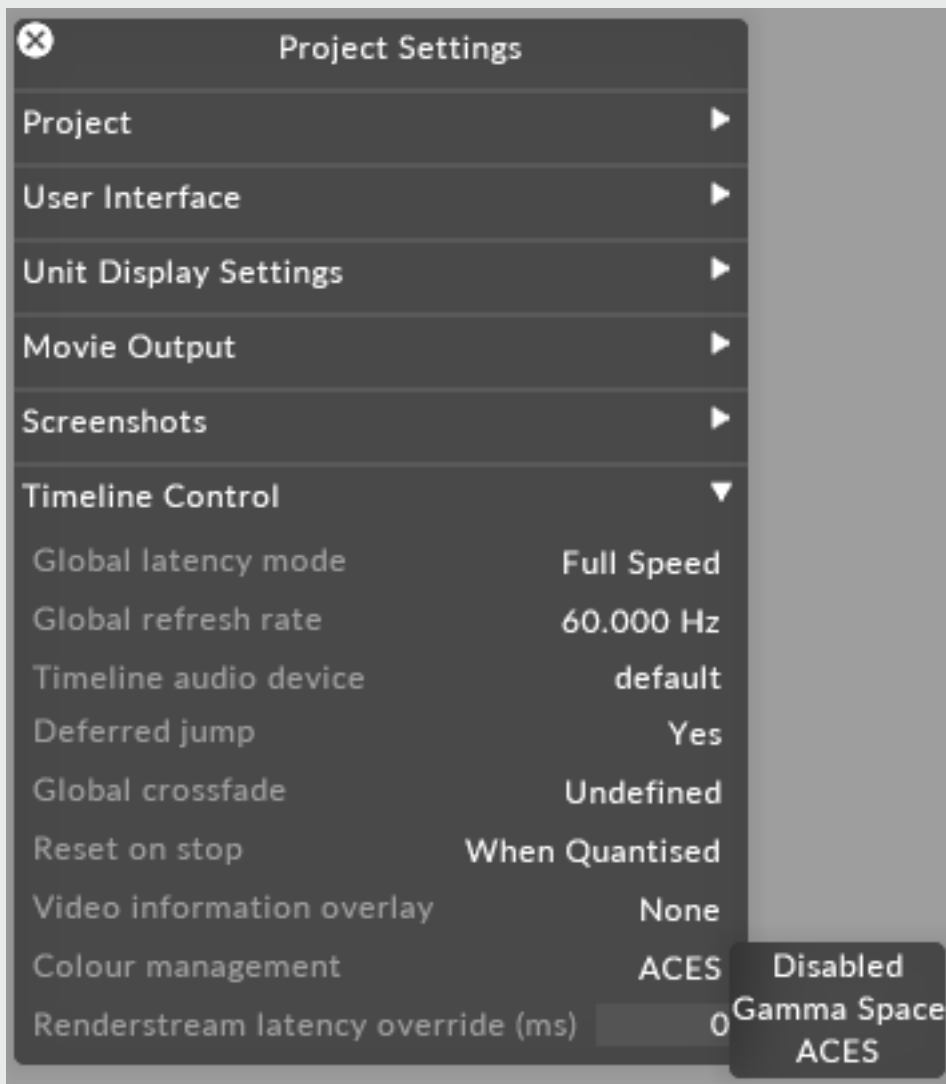 Project Settings
Project
User Interface
Unit Display Settings
Movie Output
Screenshots
Timeline Control
Global latency mode Full Speed
Global refresh rate 60.000 Hz
Timeline audio device default
Deferred jump Yes
Global crossfade Undefined
Reset on stop When Quantised
Video information overlay None
Colour management ACES
Renderstream latency override (ms) 0
Disabled
Gamma Space
ACES